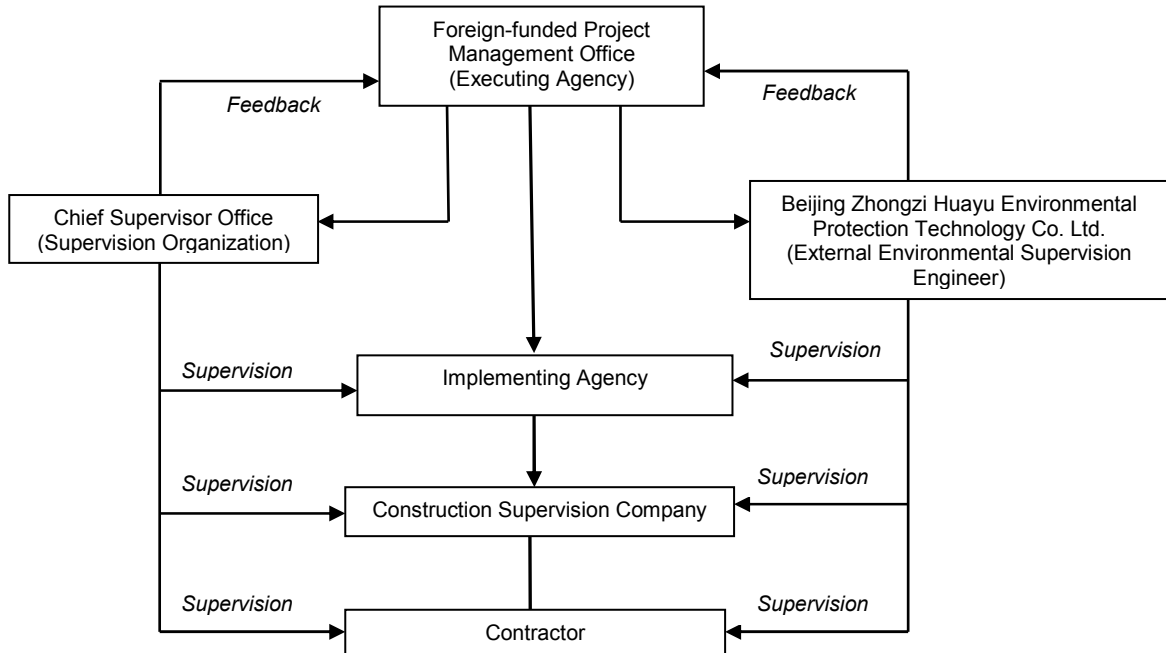 Foreign-funded Project
Management Office
(Executing Agency)
Feedback
Feedback
Chief Supervisor Office
(Supervision Organization)
Beijing Zhongzi Huayu Environmental
Protection Technology Co. Ltd.
(External Environmental Supervision
Engineer)
Supervision
Supervision
Implementing Agency
Supervision
Supervision
Construction Supervision Company
Supervision
Supervision
Contractor